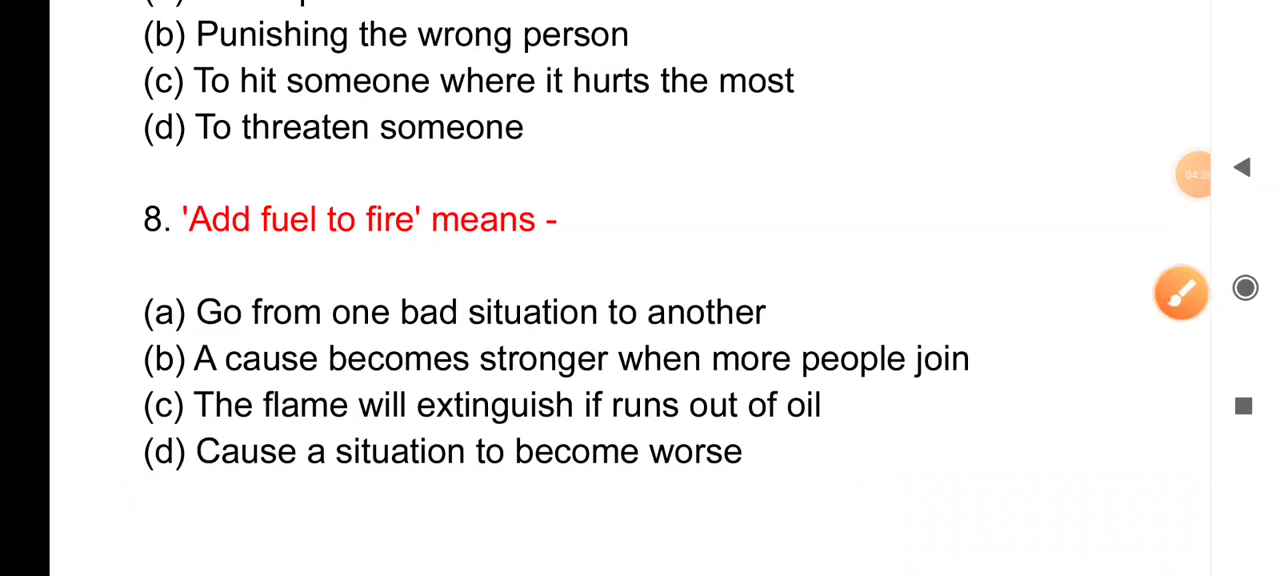 (b) Punishing the wrong person
(c) To hit someone where it hurts the most
(d) To threaten someone
8. 'Add fuel to fire' means -
(a) Go from one bad situation to another
(b) A cause becomes stronger when more people join
(c) The flame will extinguish if runs out of oil
(d) Cause a situation to become worse